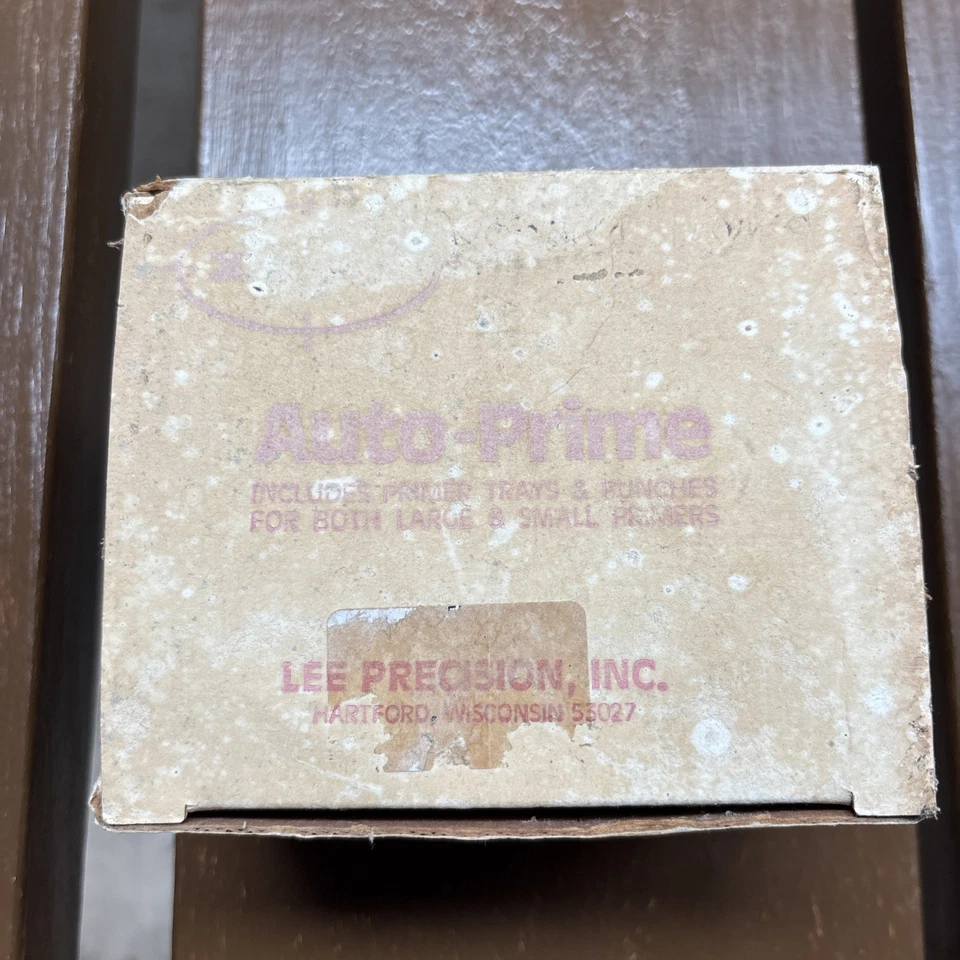 Auto-Prime
INCLUDES PRIMER TRAYS & PUNCHES
FOR BOTH LARGE & SMALL PRIMERS
LEE PRECISION, INC.
HARTFORD, WISCONSIN 53027